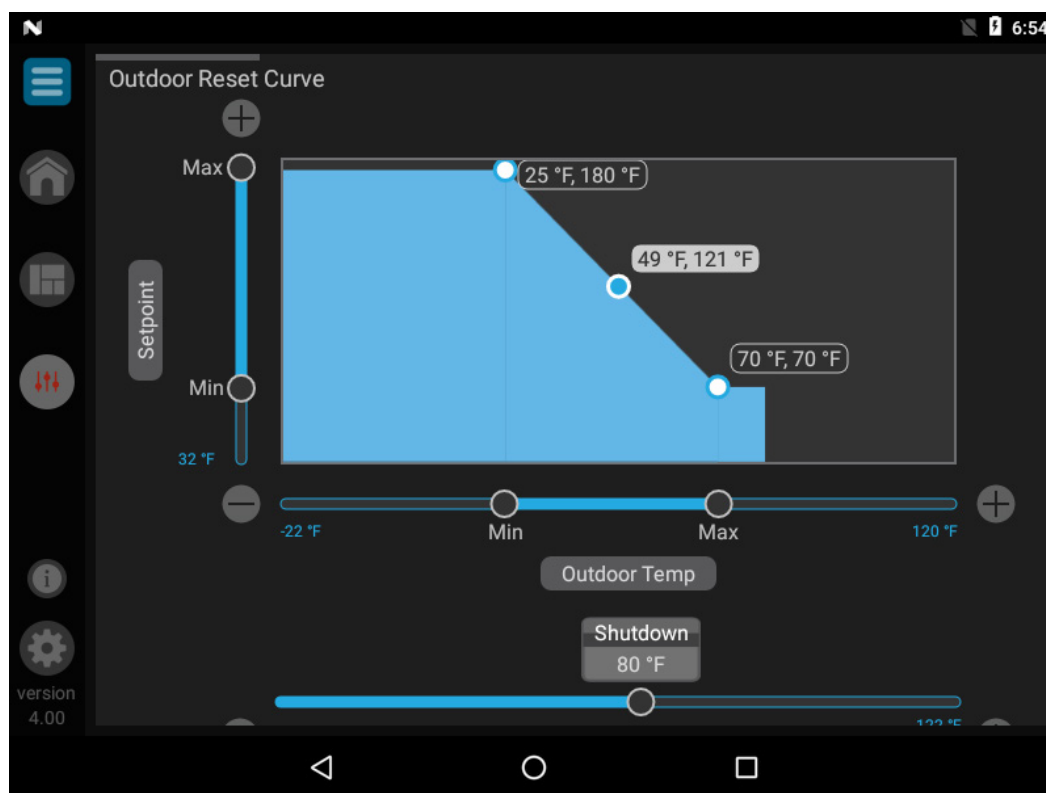 6:54
Outdoor Reset Curve
Max
25 °F, 180 °F
49 °F, 121 °F
Setpoint
70 °F, 70 °F
Min
32 °F
-22 °F
Min
Max
120 °F
Outdoor Temp
Shutdown
80 °F
version
4.00
122 °F